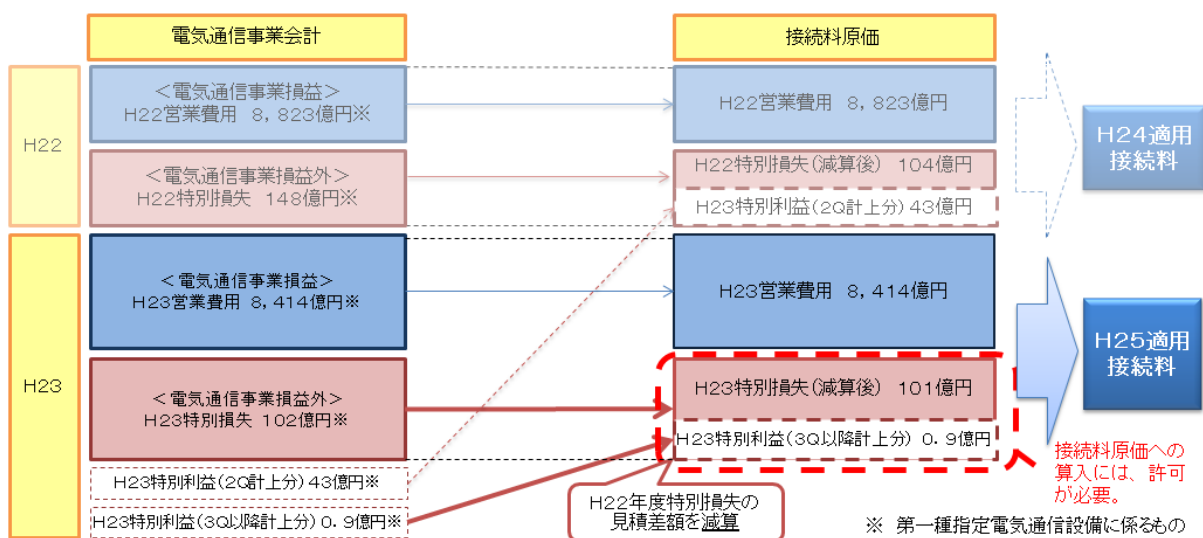 電気通信事業会計
接続料原価
H22
＜電気通信事業損益＞
H22営業費用 8，823億円※
H22営業費用 8，823億円
＜電気通信事業損益外＞
H22特別損失 148億円※
H22特別損失(減算後) 104億円
H23特別利益(2Q計上分) 43億円
H24適用
接続料
H23
＜電気通信事業損益＞
H23営業費用 8，414億円※
H23営業費用 8，414億円
＜電気通信事業損益外＞
H23特別損失 102億円※
H23特別損失(減算後) 101億円
H23特別利益(3Q以降計上分) 0．9億円
H25適用
接続料
H23特別利益(2Q計上分) 43億円※
H23特別利益(3Q以降計上分) 0．9億円※
H22年度特別損失の
見積差額を減算
接続料原価への
算入には、許可
が必要。
※ 第一種指定電気通信設備に係るもの